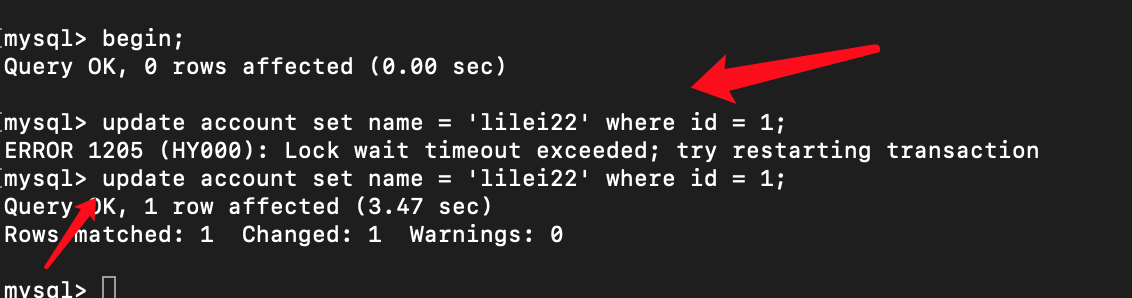 mysql> begin;
Query OK, 0 rows affected (0.00 sec)
mysql> update account set name = 'lilei22' where id = 1;
ERROR 1205 (HY000): Lock wait timeout exceeded; try restarting transaction
mysql> update account set name = 'lilei22' where id = 1;
Query OK, 1 row affected (3.47 sec)
Rows matched: 1  Changed: 1  Warnings: 0
mysql>